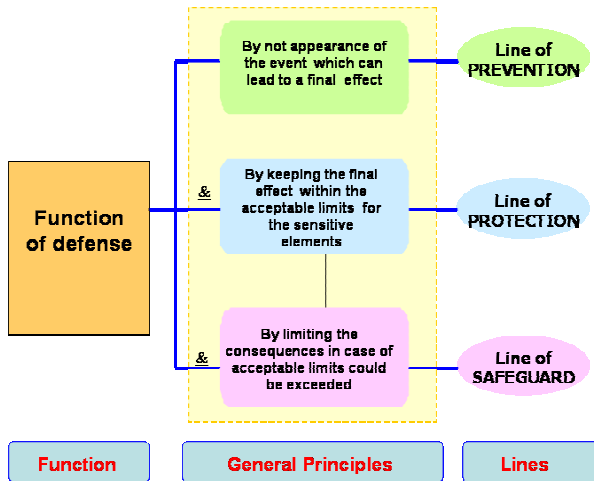 By not appearance of
the event which can
lead to a final effect
Line of
PREVENTION
Function
of defense
&
By keeping the final
effect within the
acceptable limits for
the sensitive
elements
Line of
PROTECTION
&
By limiting the
consequences in case of
acceptable limits could
be exceeded
Line of
SAFEGUARD
Function
General Principles
Lines